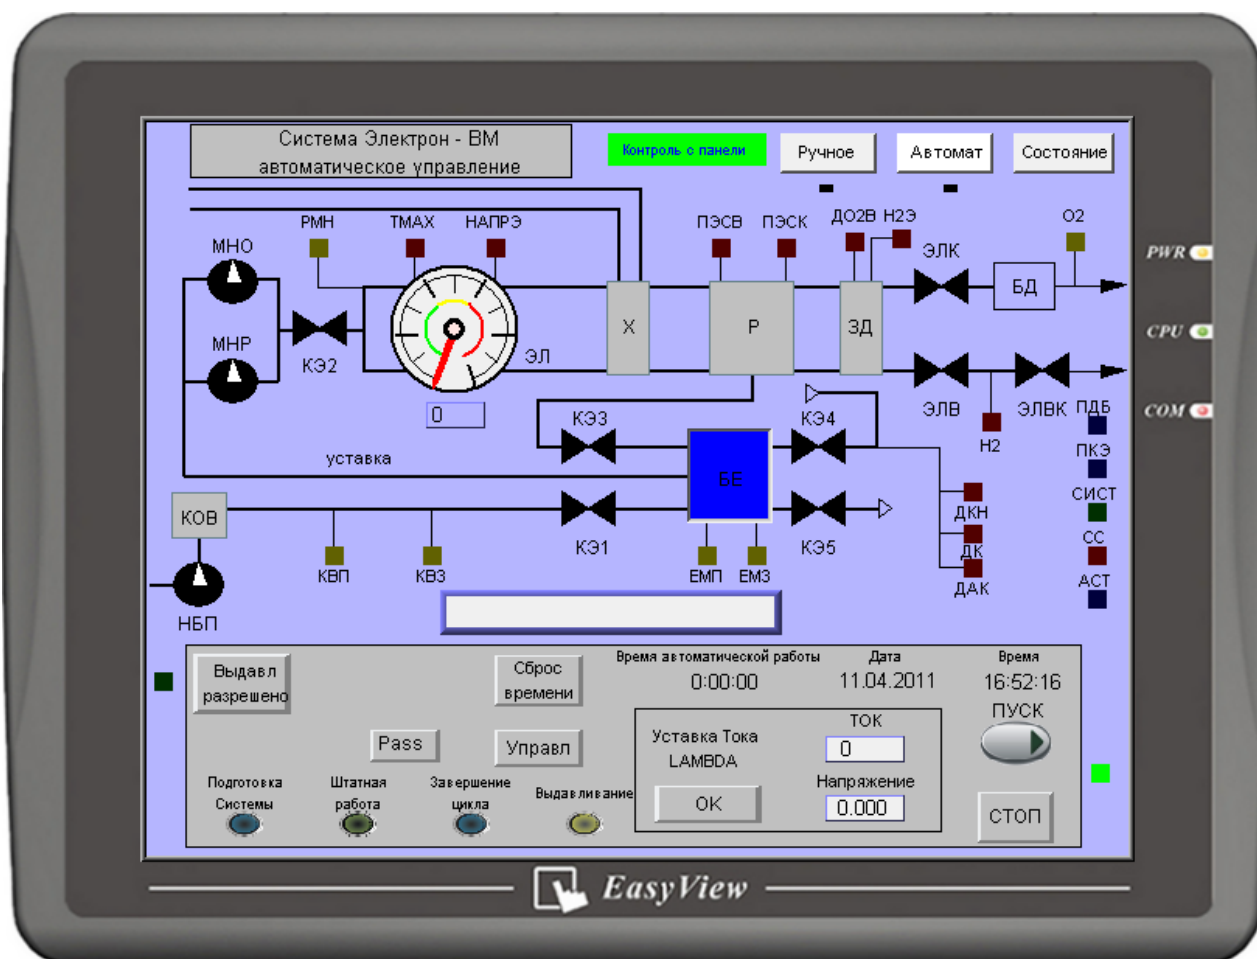 Система Электрон - ВМ
автоматическое управление
Контроль с панели
Ручное
Автомат
Состояние
РМН
ТМАХ
НАПРЭ
ПЭСВ
ПЭСК
ДО2В
Н2Э
О2
МНО
ЭЛК
PWR
БД
Х
Р
ЗД
CPU
МНР
КЭ2
ЭЛ
0
ЭЛВ
ЭЛВК
ПДБ
COM
КЭ3
КЭ4
Н2
ПКЭ
уставка
БЕ
СИСТ
КОВ
ДКН
КЭ1
КЭ5
СС
ДК
КВП
КВЗ
ЕМП
ЕМЗ
ДАК
АСТ
НБП
Выдавл
разрешено
Сброс
времени
Время автоматической работы
0:00:00
Дата
11.04.2011
Время
16:52:16
ПУСК
Pass
Управл
Уставка Тока
LAMBDA
ОК
ТОК
0
Напряжение
0.000
СТОП
Подготовка
Системы
Штатная
работа
Завершение
цикла
Выдавливание
EasyView